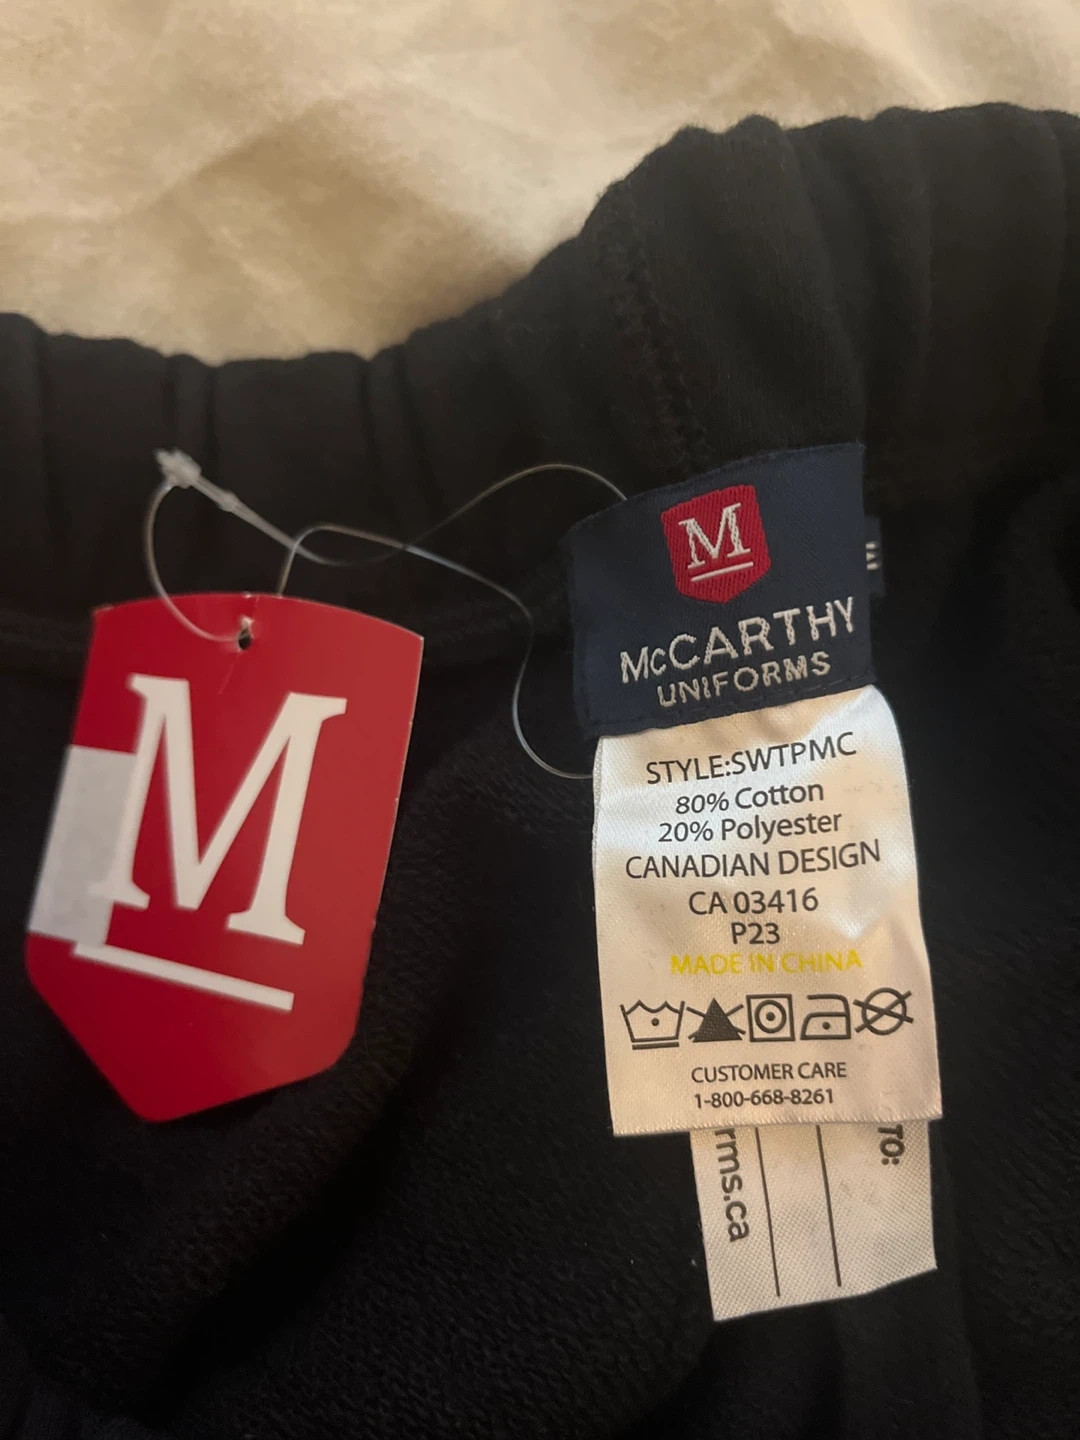 M
M
McCARTHY
UNIFORMS
STYLE:SWTPMC
80% Cotton
20% Polyester
CANADIAN DESIGN
CA 03416
P23
MADE IN CHINA
CUSTOMER CARE
1-800-668-8261
rms.ca
TO: